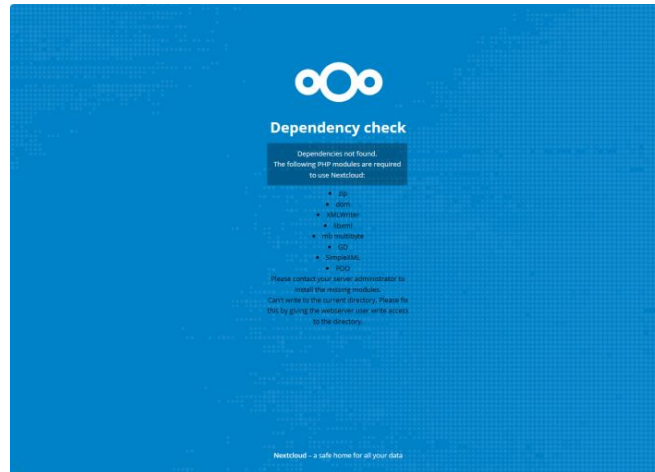 Dependency check
Dependencies not found.
The following PHP modules are required
to use Nextcloud:
zip
dom
XMLWriter
libxml
mb multibyte
GD
SimpleXML
PDO
Please contact your server administrator to
install the missing modules.
Can't write to the current directory. Please fix
this by giving the webserver user write access
to the directory.
Nextcloud – a safe home for all your data